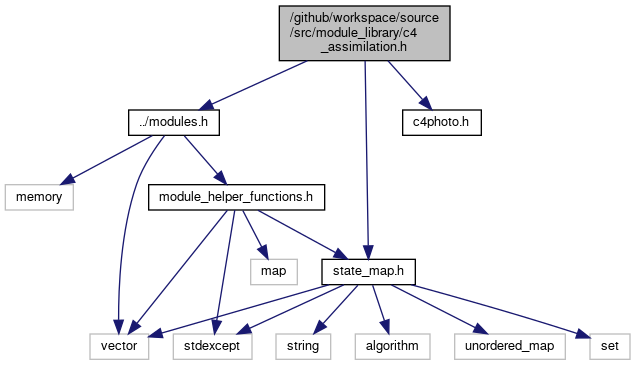 /github/workspace/source
/src/module_library/c4
_assimilation.h
../modules.h
c4photo.h
memory
module_helper_functions.h
map
state_map.h
vector
stdexcept
string
algorithm
unordered_map
set